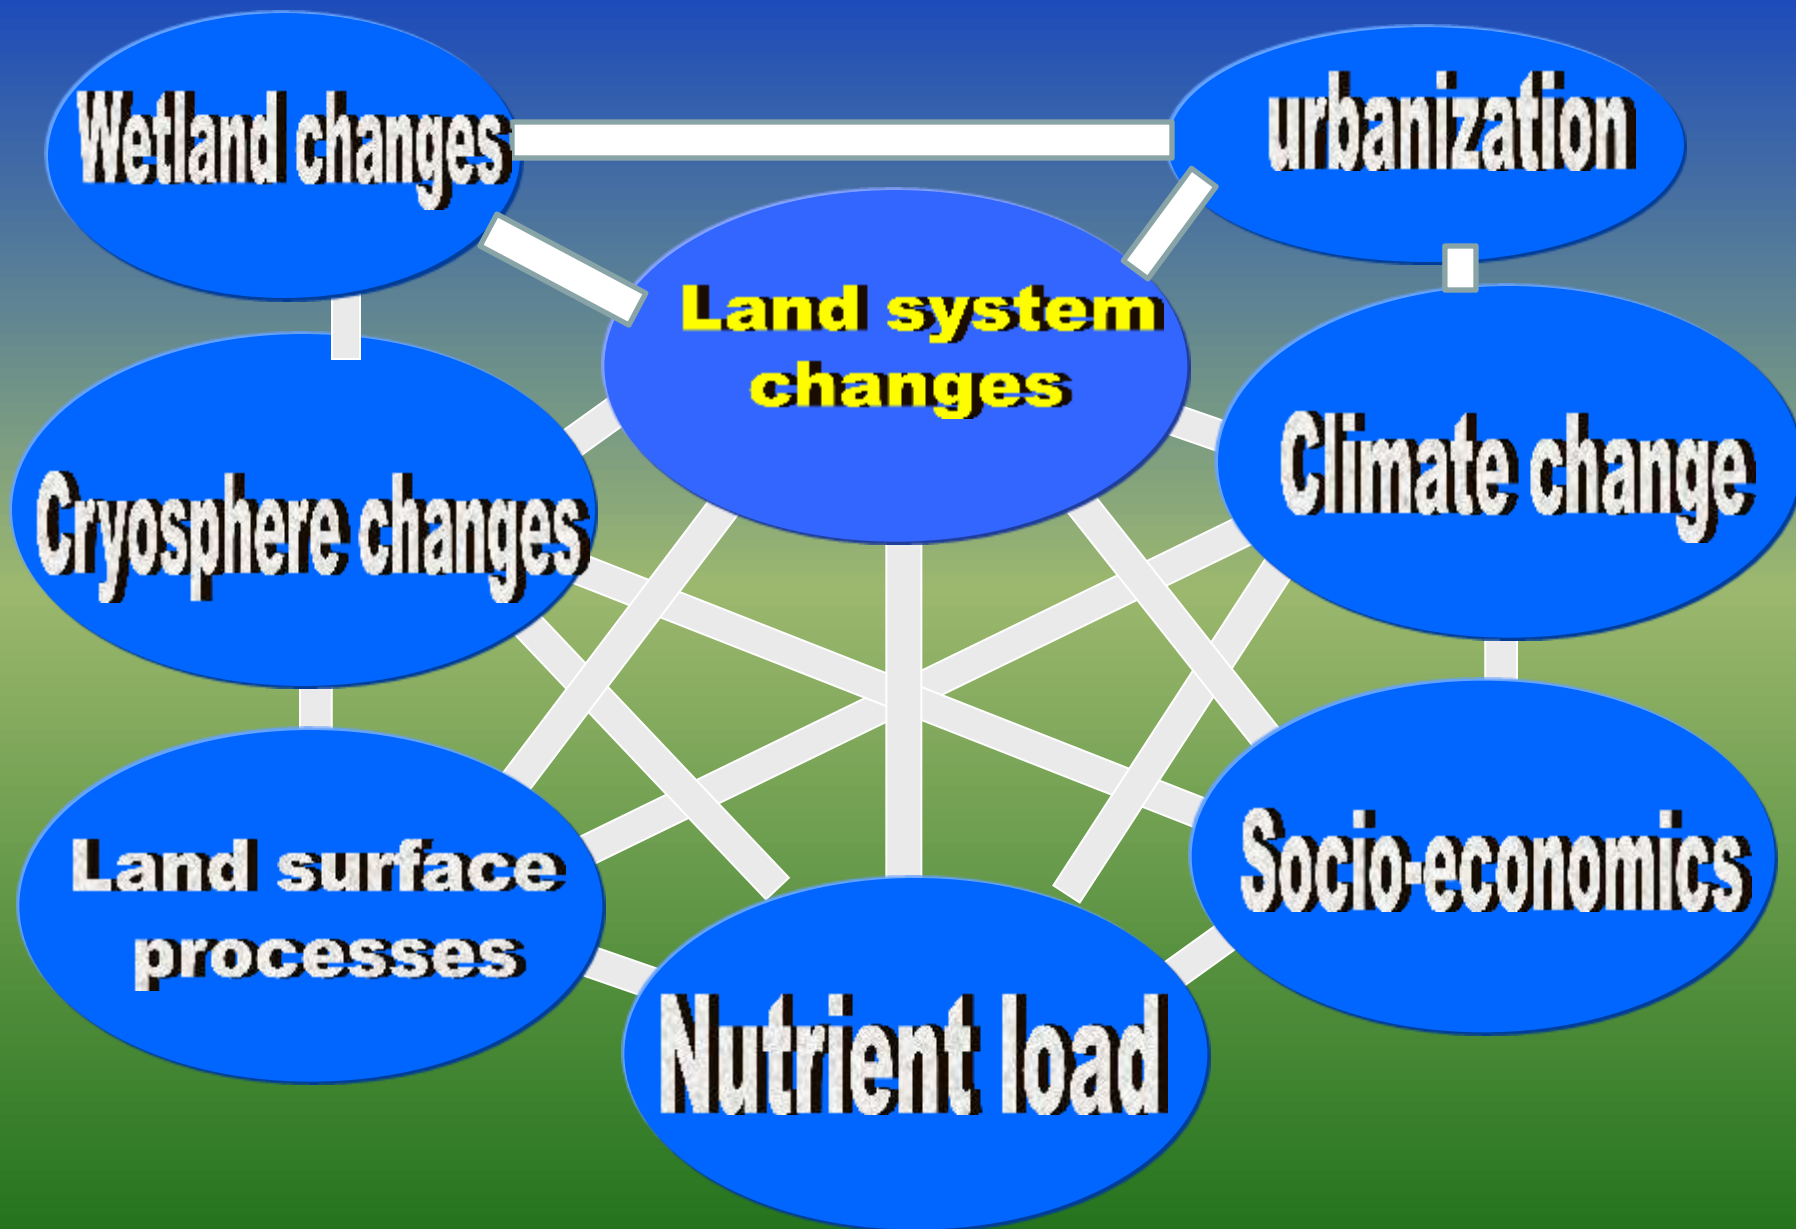 Wetland changes
urbanization
Land system
changes
Climate change
Cryosphere changes
Socio-economics
Land surface
processes
Nutrient load